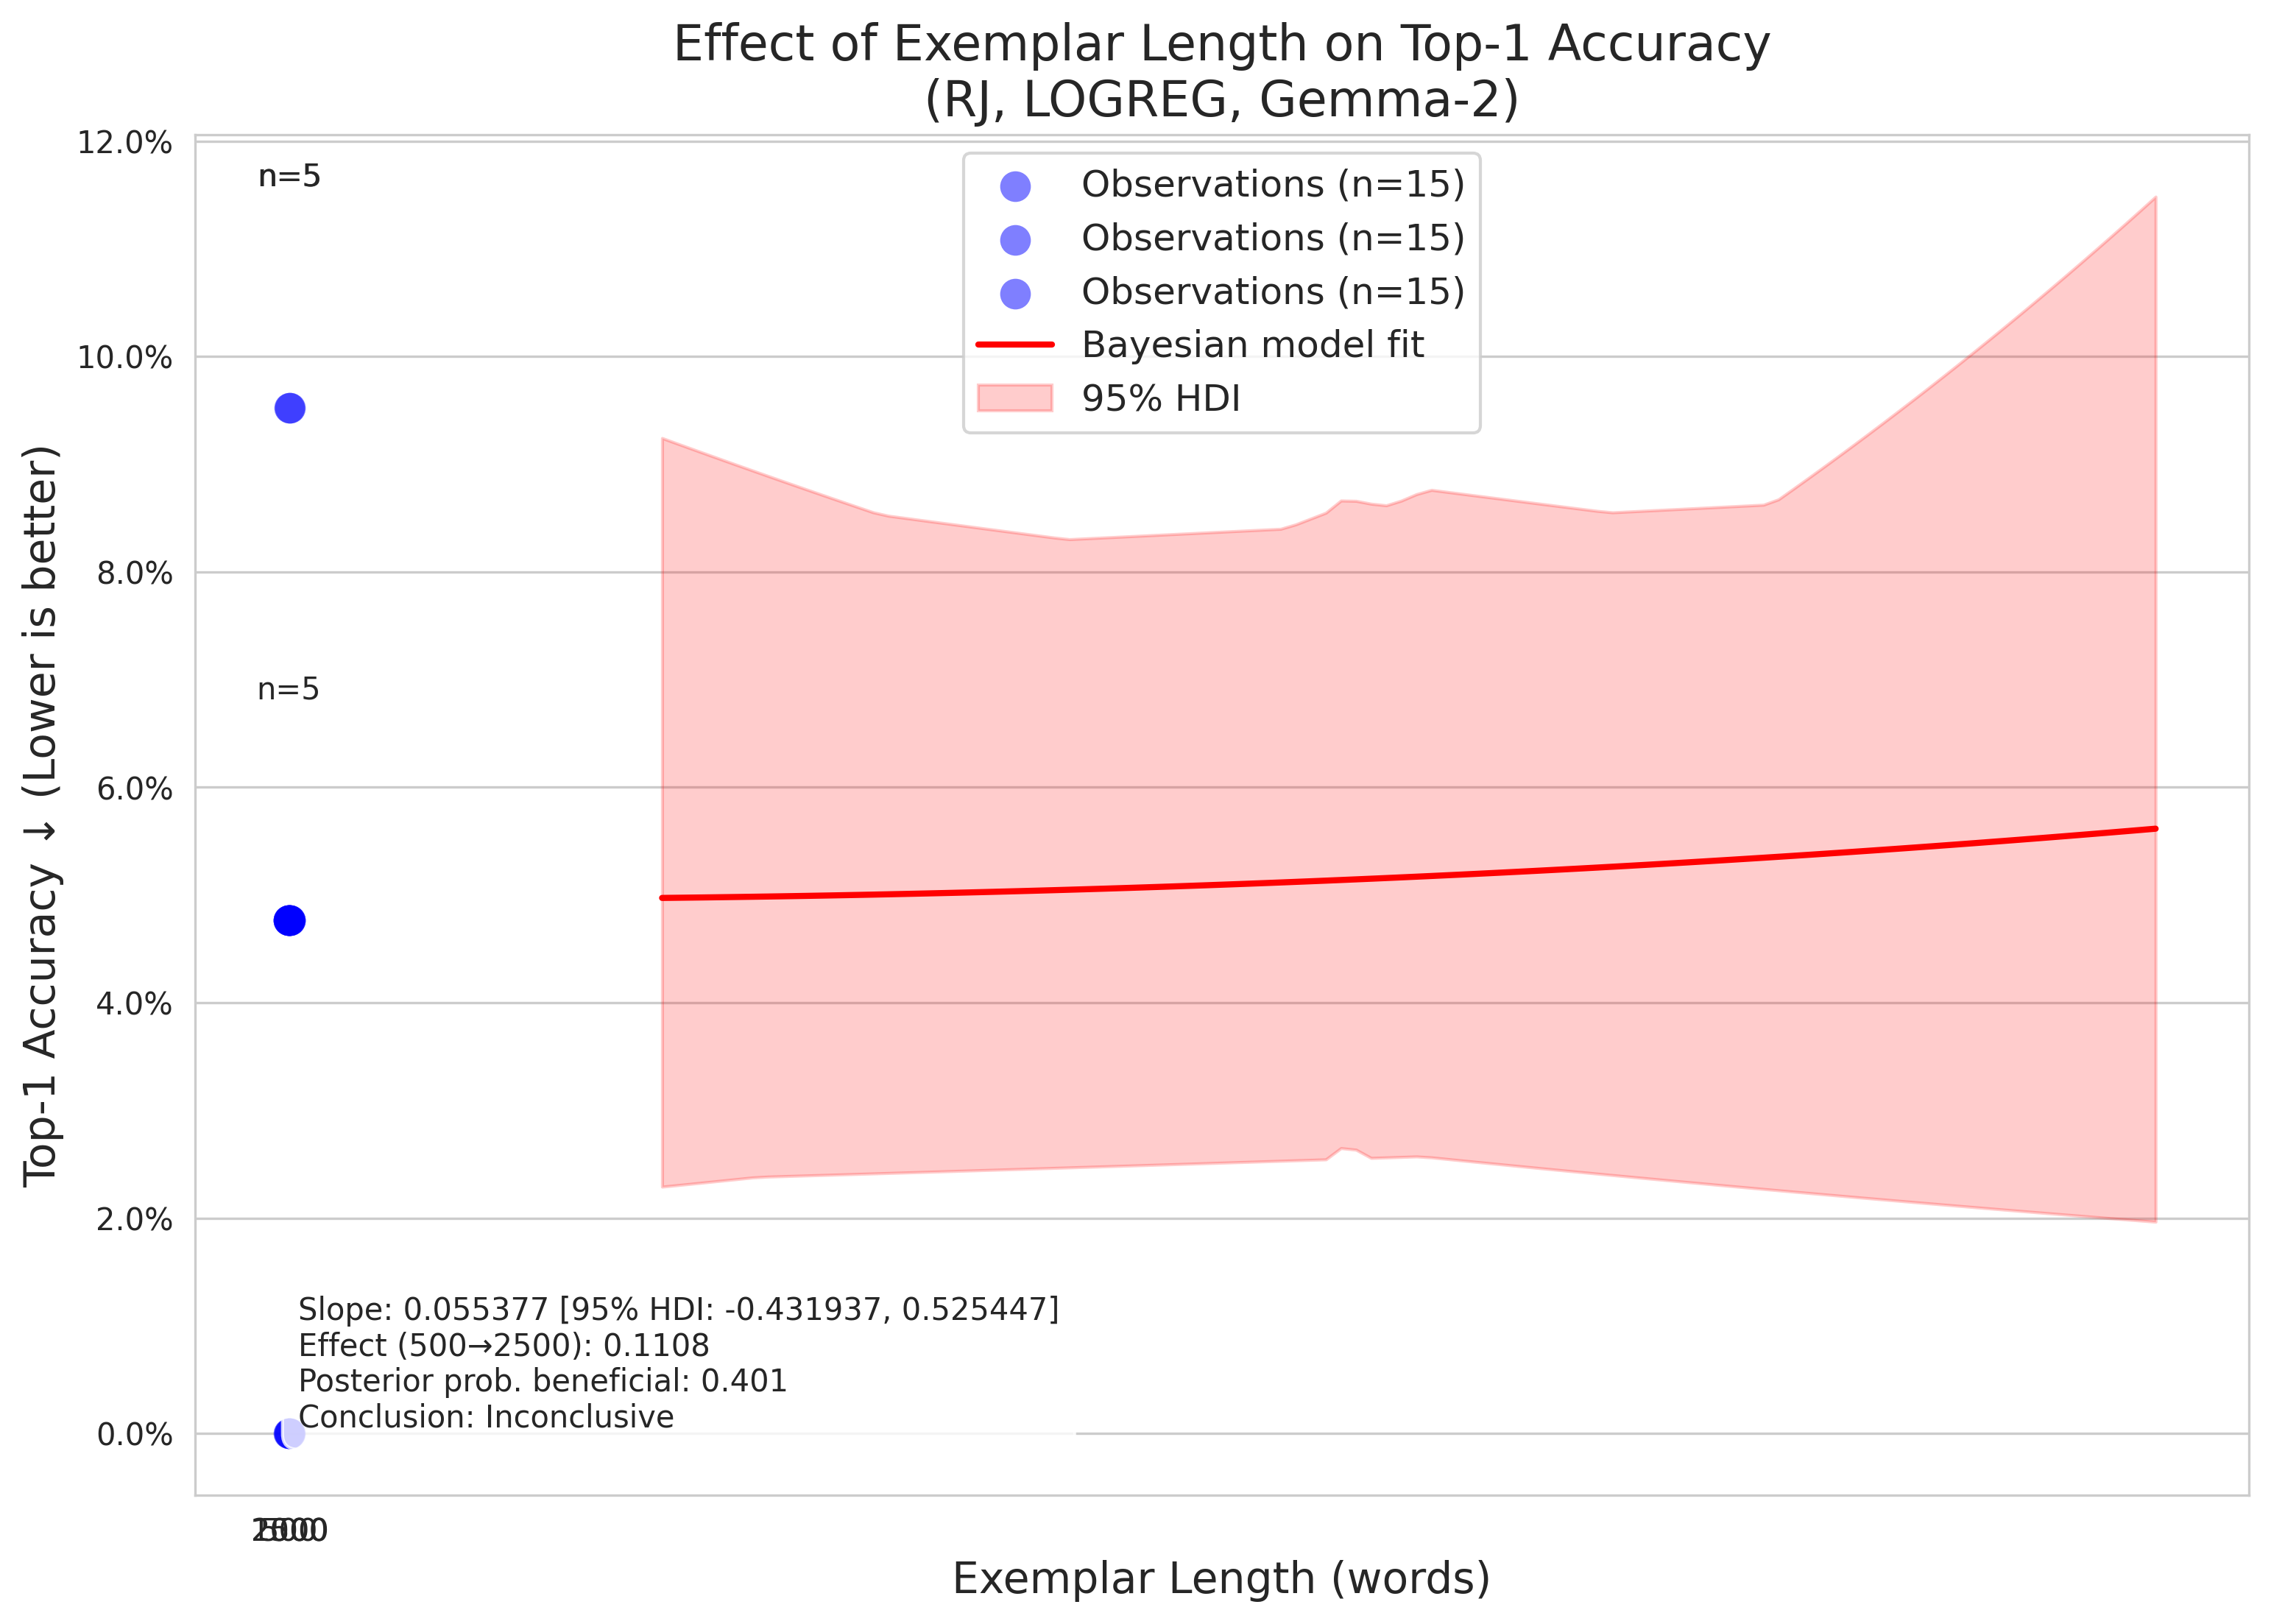 Effect of Exemplar Length on Top-1 Accuracy
(RJ, LOGREG, Gemma-2)
12.0%
10.0%
8.0%
6.0%
4.0%
2.0%
0.0%
Top-1 Accuracy ↓ (Lower is better)
n=5
n=5
Observations (n=15)
Observations (n=15)
Observations (n=15)
Bayesian model fit
95% HDI
Slope: 0.055377 [95% HDI: -0.431937, 0.525447]
Effect (500→2500): 0.1108
Posterior prob. beneficial: 0.401
Conclusion: Inconclusive
Exemplar Length (words)